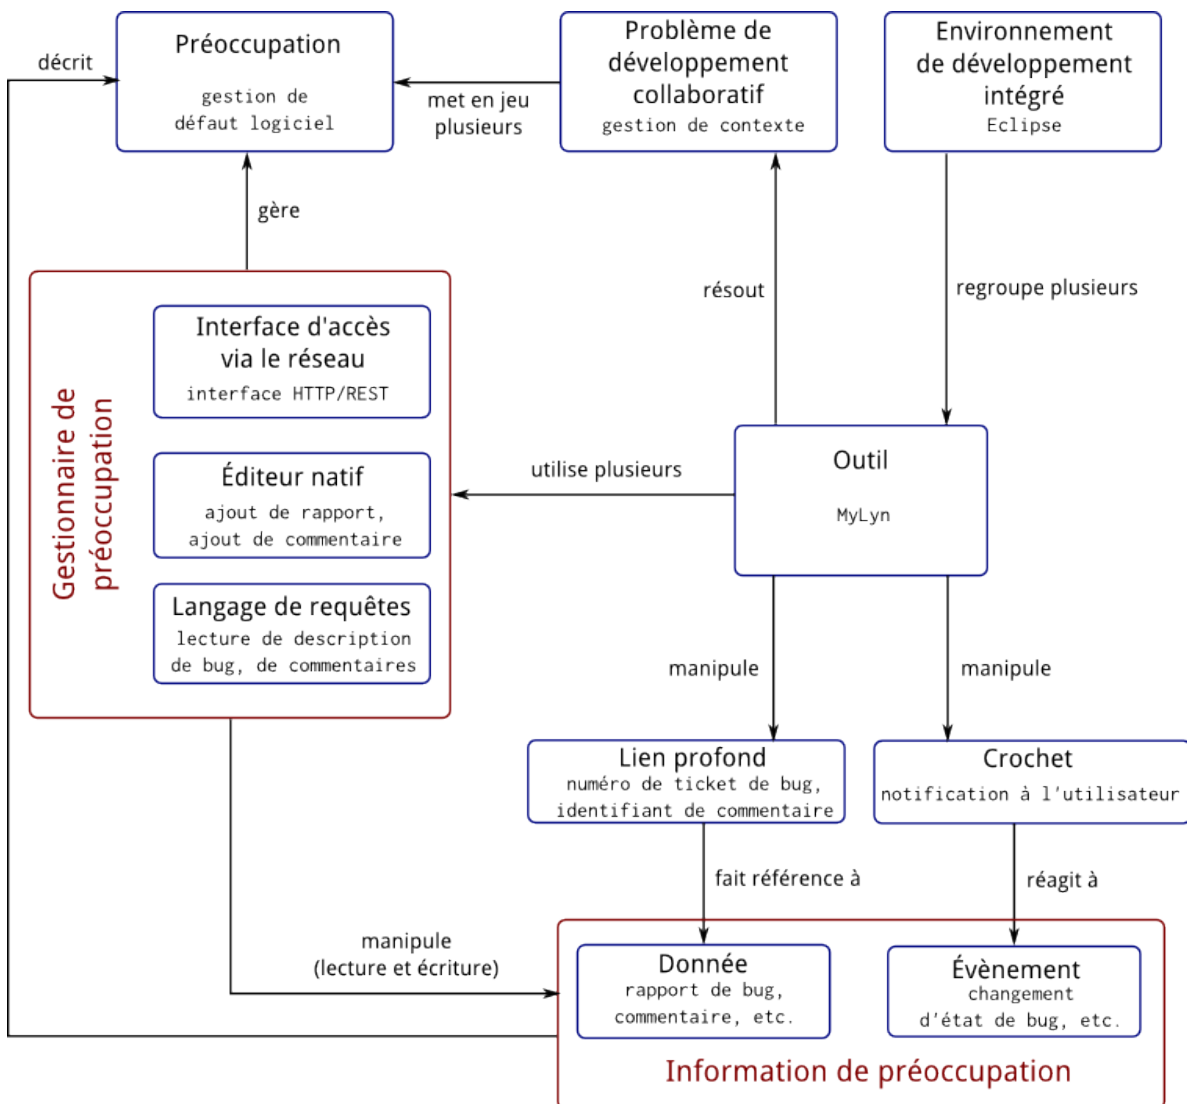 décrit
Préoccupation
gestion de
défaut logiciel
met en jeu
plusieurs
Problème de
développement
collaboratif
gestion de contexte
Environnement
de développement
intégré
Eclipse
gère
résout
regroupe plusieurs
Gestionnaire de
préoccupation
Interface d'accès
via le réseau
interface HTTP/REST
Éditeur natif
ajout de rapport,
ajout de commentaire
Langage de requêtes
lecture de description
de bug, de commentaires
utilise plusieurs
Outil
MyLyn
manipule
manipule
Lien profond
numéro de ticket de bug,
identifiant de commentaire
Crochet
notification à l'utilisateur
fait référence à
réagit à
manipule
(lecture et écriture)
Donnée
rapport de bug,
commentaire, etc.
Évènement
changement
d'état de bug, etc.
Information de préoccupation